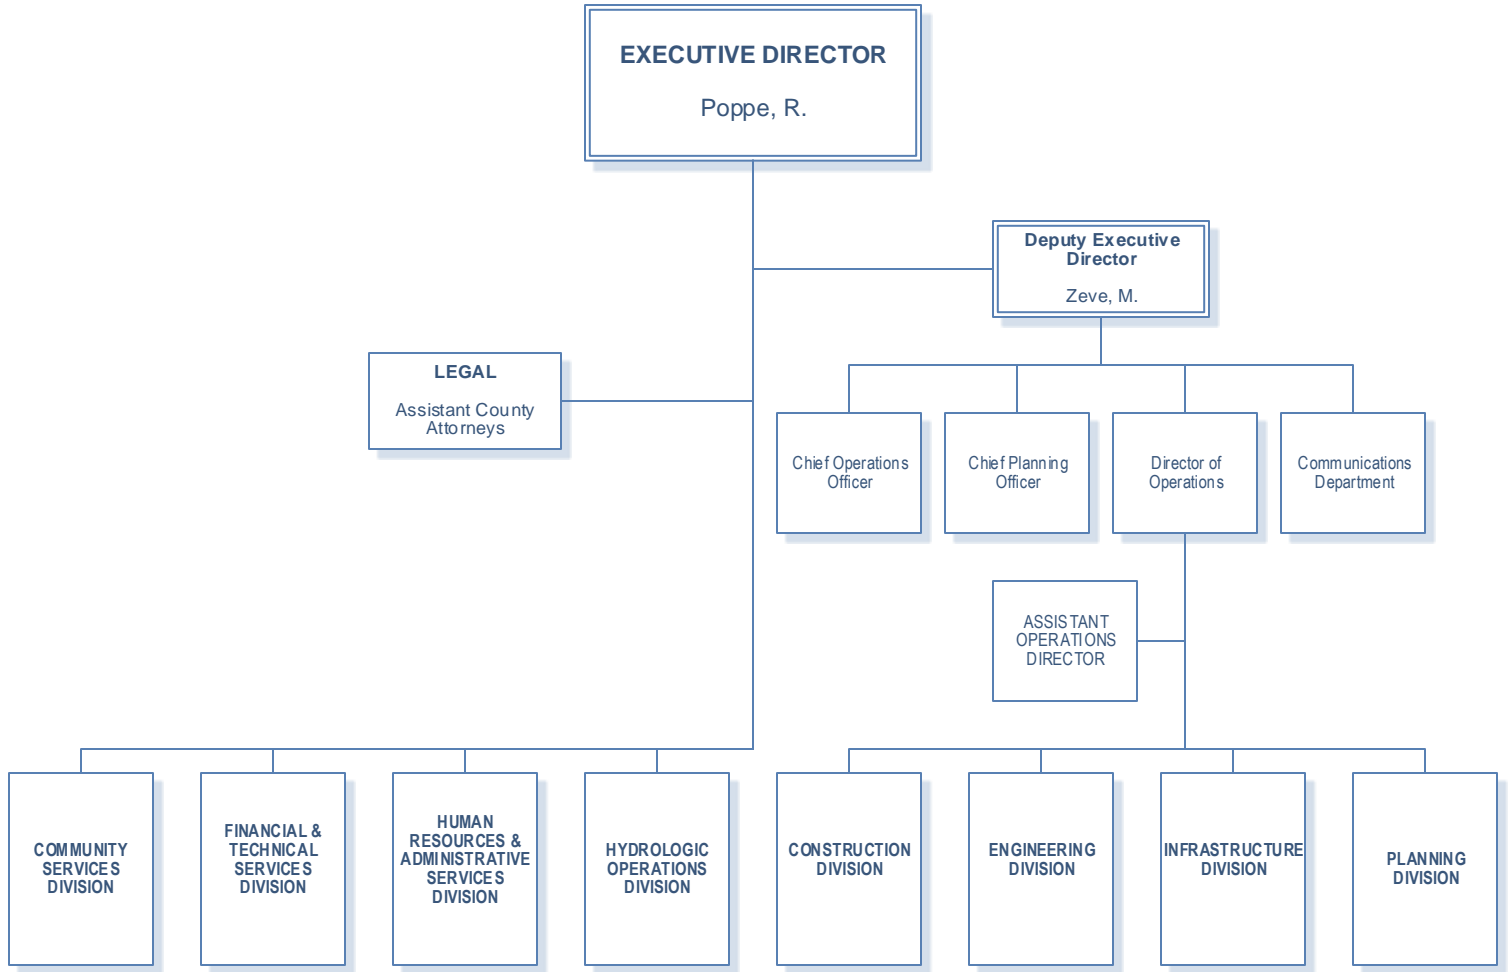 EXECUTIVE DIRECTOR
Poppe, R.
Deputy Executive
Director
Zeve, M.
LEGAL
Assistant County
Attorneys
Chief Operations
Officer
Chief Planning
Officer
Director of
Operations
Communications
Department
ASSISTANT
OPERATIONS
DIRECTOR
COMMUNITY
SERVICES
DIVISION
FINANCIAL &
TECHNICAL
SERVICES
DIVISION
HUMAN
RESOURCES &
ADMINISTRATIVE
SERVICES
DIVISION
HYDROLOGIC
OPERATIONS
DIVISION
CONSTRUCTION
DIVISION
ENGINEERING
DIVISION
INFRASTRUCTURE
DIVISION
PLANNING
DIVISION